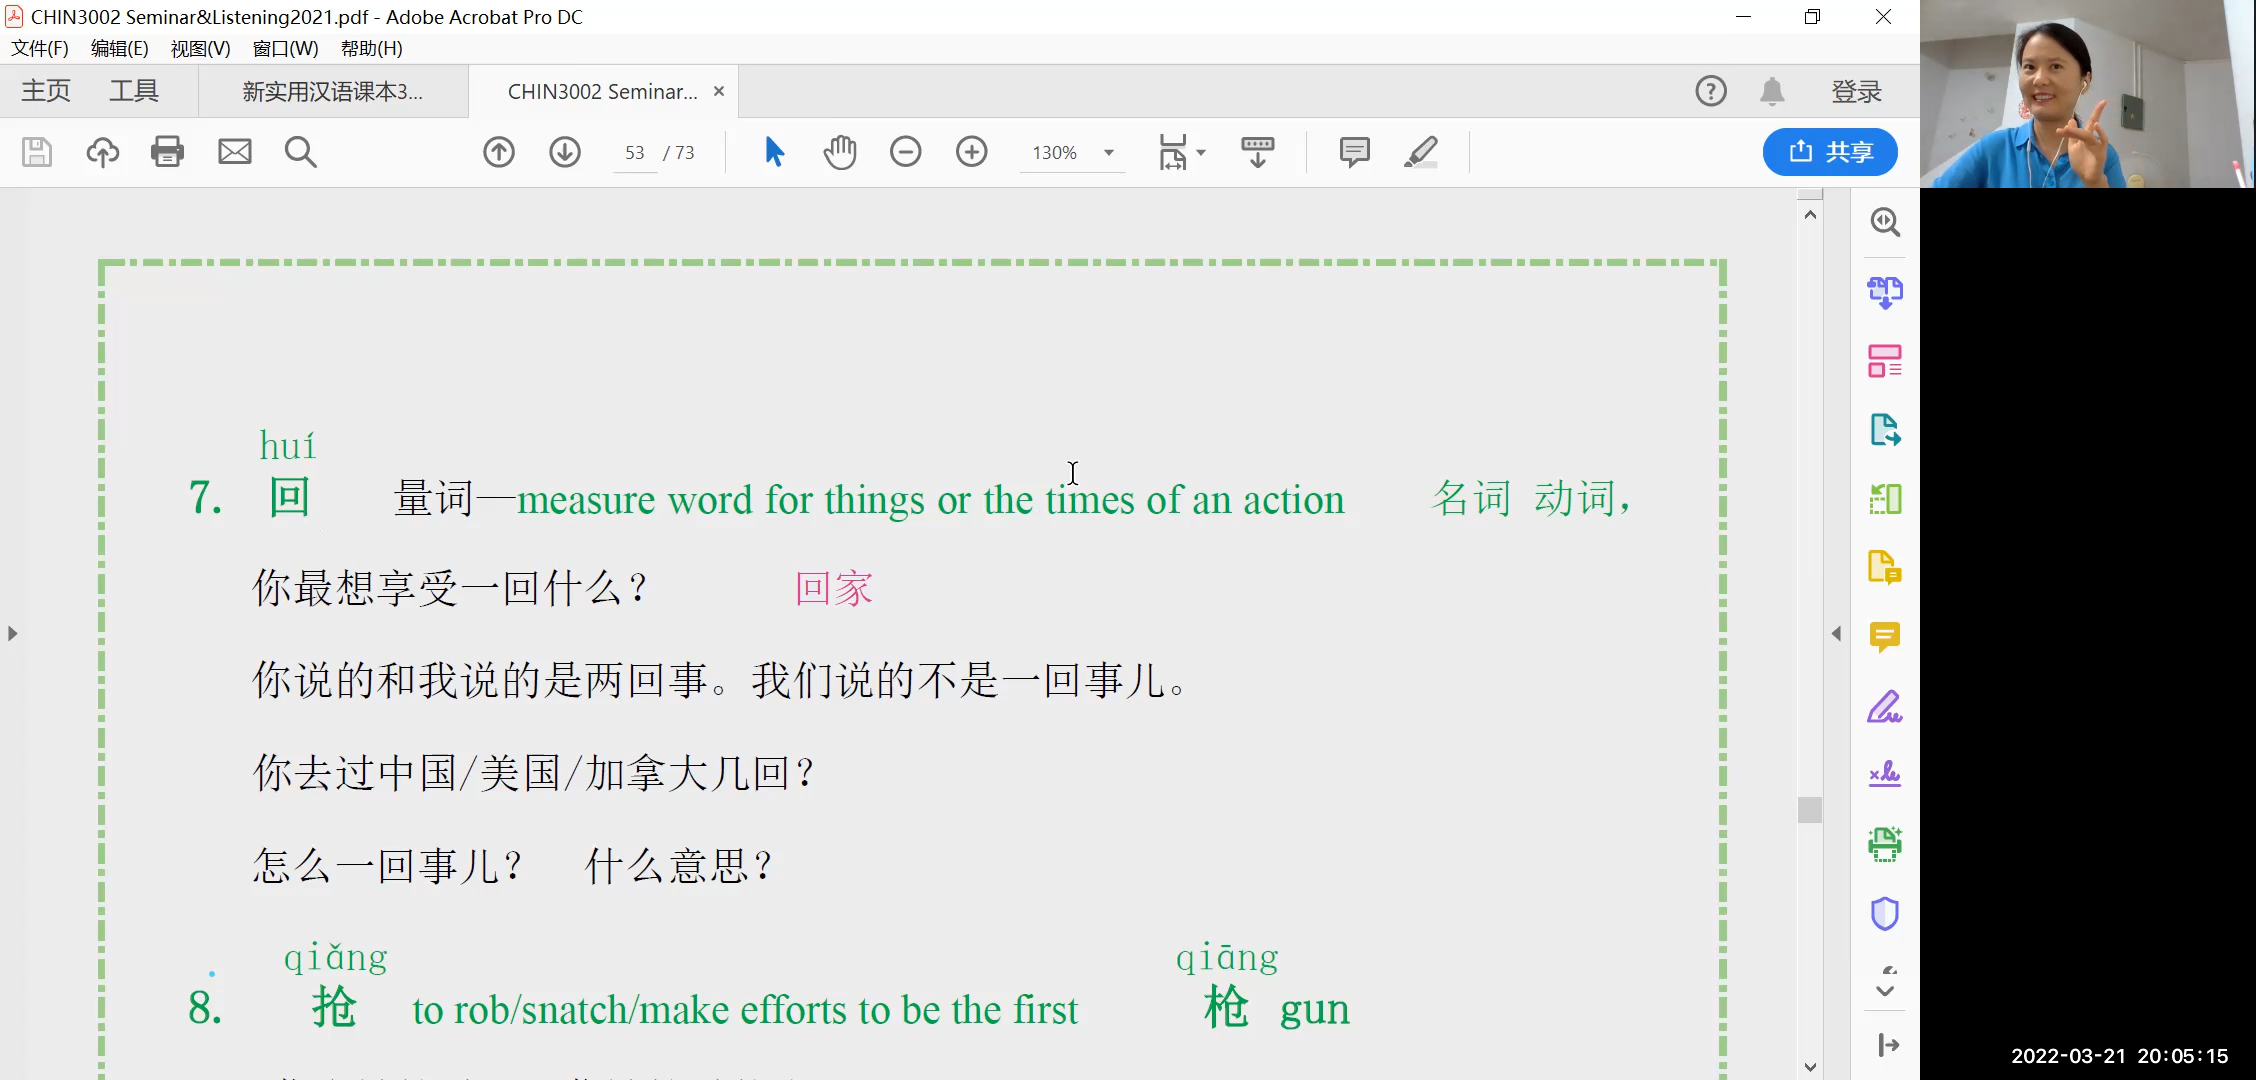 CHIN3002 Seminar&Listening2021.pdf - Adobe Acrobat Pro DC
文件(F) 编辑(E) 视图(V) 窗口(W) 帮助(H)
主页 工具 新实用汉语课本3... CHIN3002 Seminar... × 登录
53 / 73 130% 共享
huí
7. 回 量词—measure word for things or the times of an action 名词 动词,
你最想享受一回什么? 回家
你说的和我说的是两回事。我们说的不是一回事儿。
你去过中国/美国/加拿大几回?
怎么一回事儿? 什么意思?
qiǎng qiāng
8. 抢 to rob/snatch/make efforts to be the first 枪 gun
2022-03-21 20:05:15